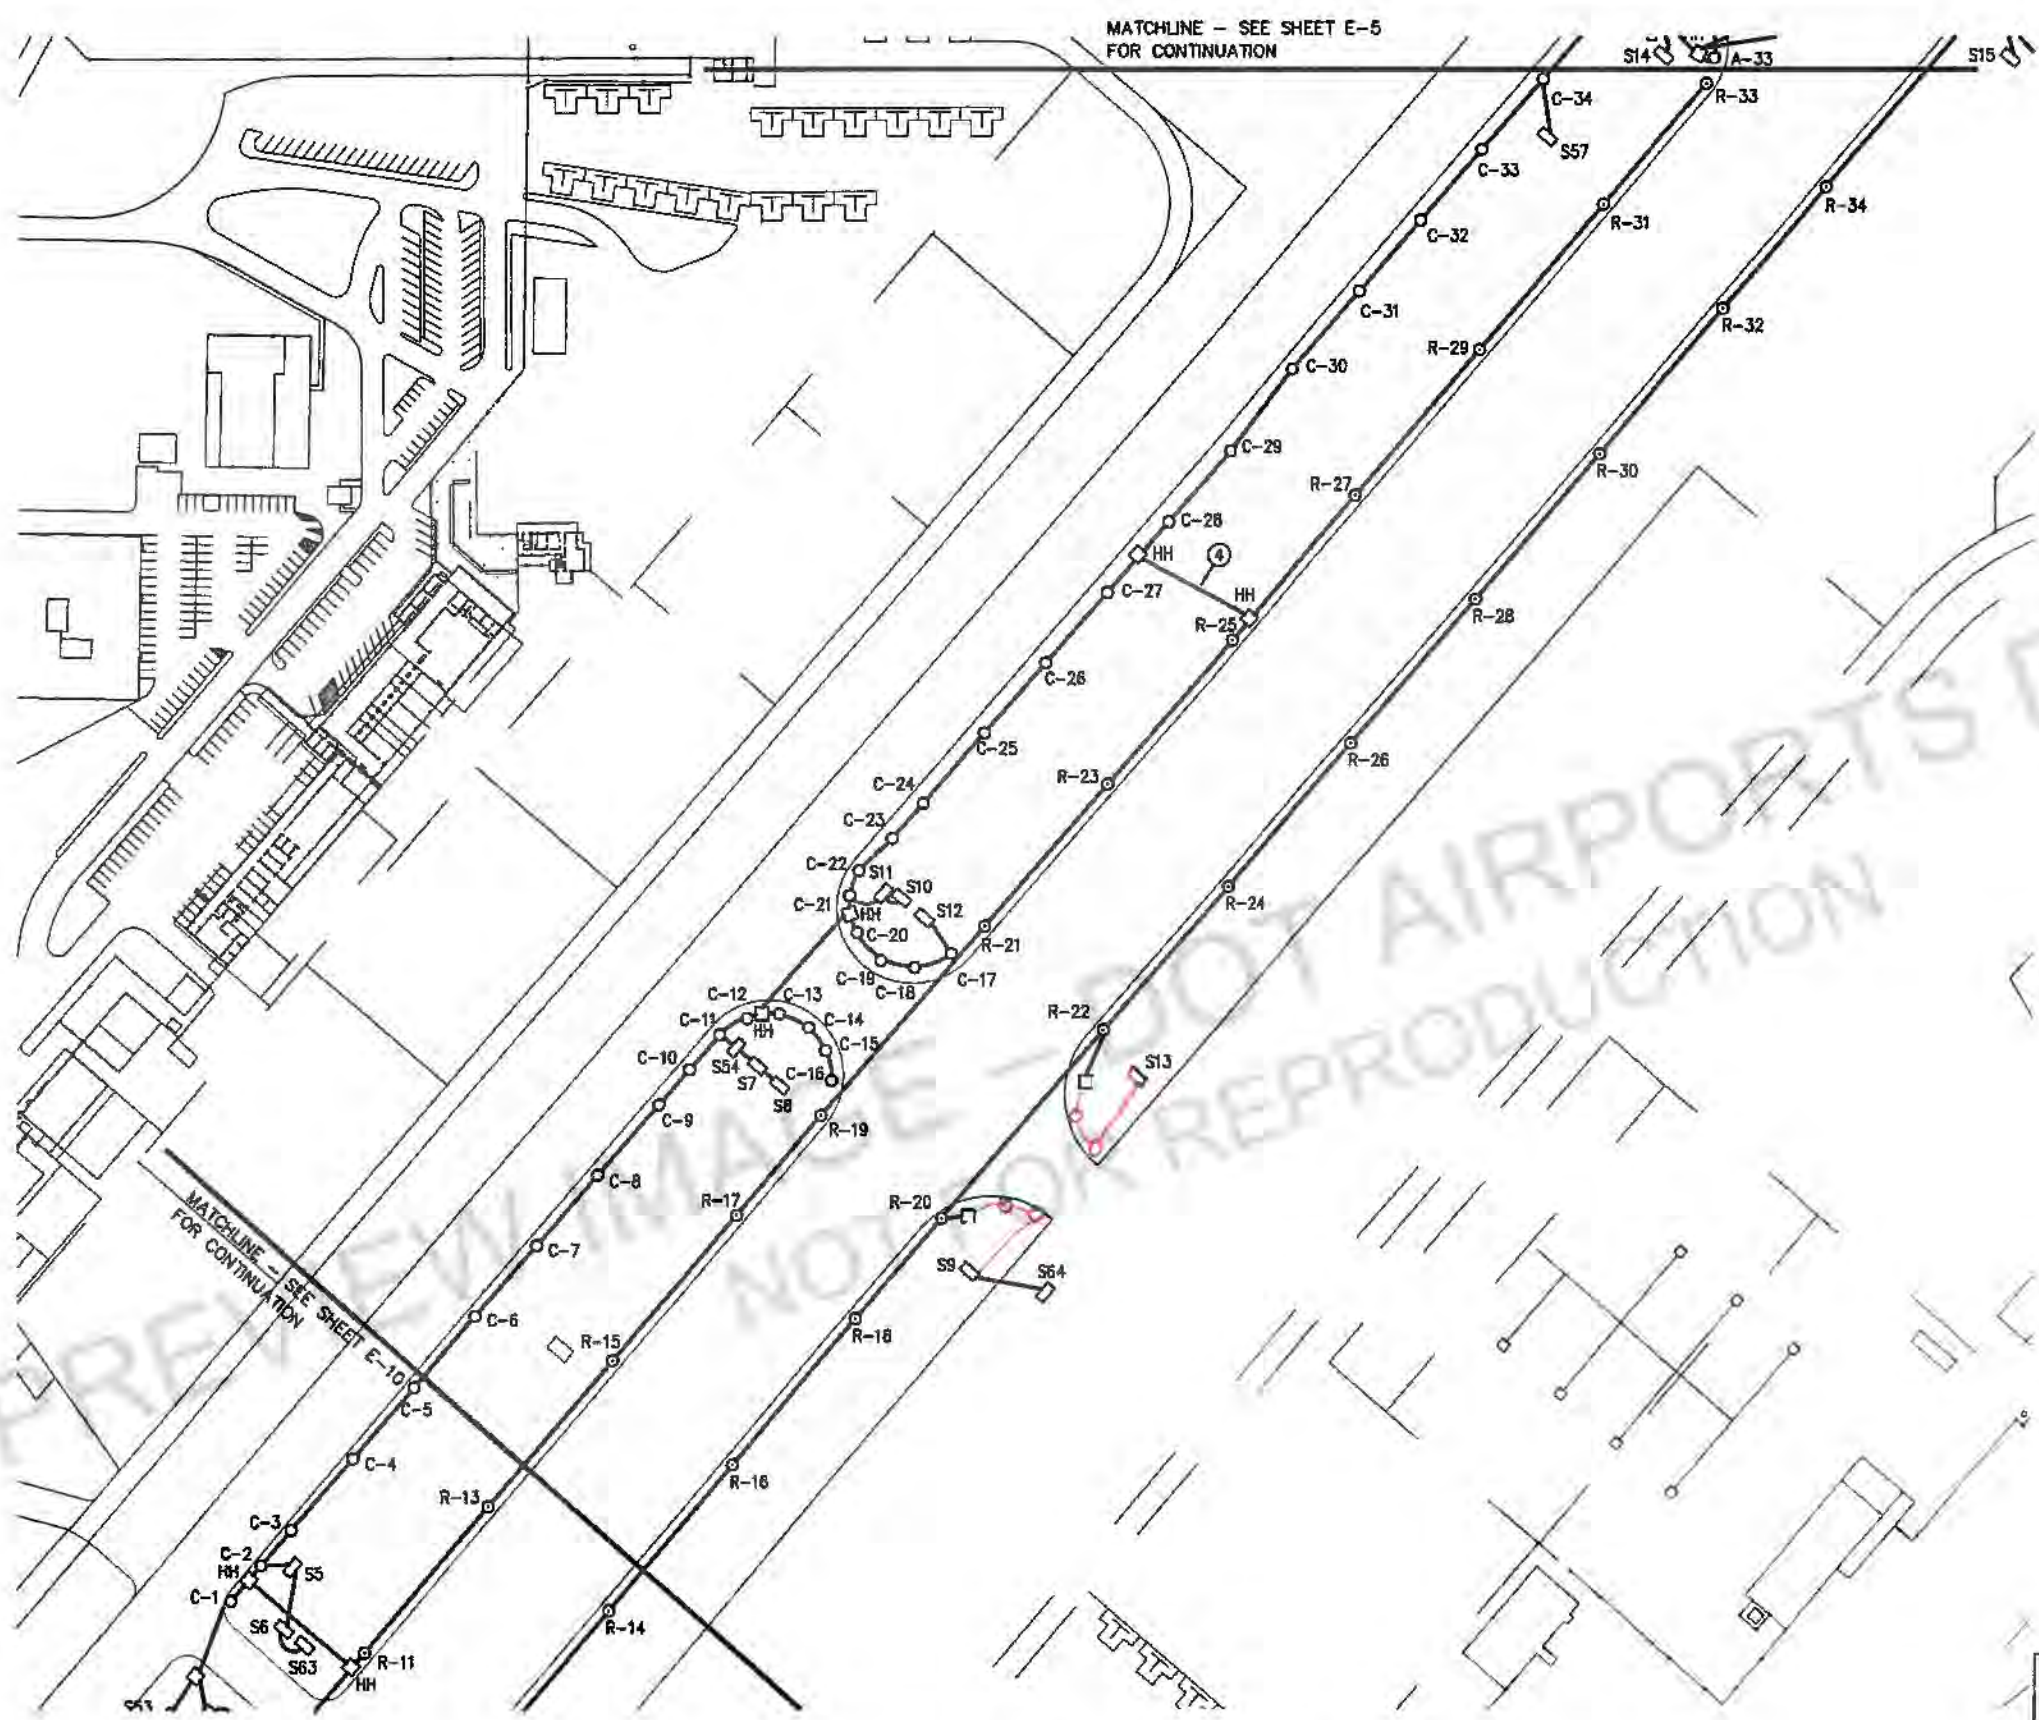 MATCHLINE - SEE SHEET E-5
FOR CONTINUATION
S14
A-33
S15
C-34
R-33
S57
C-33
R-34
R-31
C-32
C-31
R-32
R-29
C-30
C-29
R-30
R-27
C-28
HH
4
C-27
HH
R-28
R-25
C-26
C-25
R-26
R-23
C-24
C-23
C-22
S11
S10
R-24
C-21
HH
S12
C-20
R-21
C-19
C-18
C-17
C-12
C-13
R-22
C-11
HH
C-14
C-15
C-10
S54
S7
C-16
S8
S13
C-9
R-19
C-8
R-17
R-20
C-7
S9
S64
MATCHLINE - SEE SHEET E-10
FOR CONTINUATION
C-6
R-18
R-15
C-5
C-4
R-16
R-13
C-3
C-2
HH
S5
C-1
S6
R-14
S63
R-11
HH
PREVIEW IMAGE - DOT AIRPORTS
NOT FOR REPRODUCTION